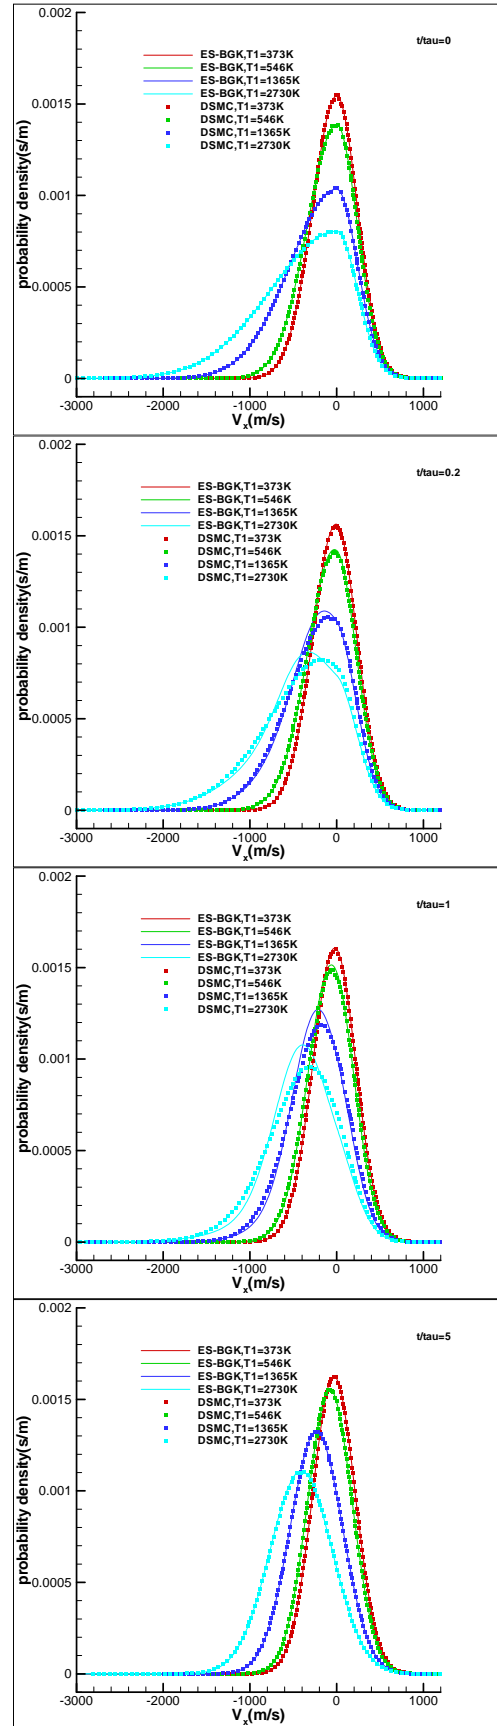 0.002
t/tau=0
ES-BGK,T1=373K
ES-BGK,T1=546K
ES-BGK,T1=1365K
ES-BGK,T1=2730K
DSMC,T1=373K
DSMC,T1=546K
DSMC,T1=1365K
DSMC,T1=2730K
probability density(s/m)
0.0015
0.001
0.0005
0
-3000 -2000 -1000 0 1000
Vx(m/s)
0.002
t/tau=0.2
ES-BGK,T1=373K
ES-BGK,T1=546K
ES-BGK,T1=1365K
ES-BGK,T1=2730K
DSMC,T1=373K
DSMC,T1=546K
DSMC,T1=1365K
DSMC,T1=2730K
probability density(s/m)
0.0015
0.001
0.0005
0
-3000 -2000 -1000 0 1000
Vx(m/s)
0.002
t/tau=1
ES-BGK,T1=373K
ES-BGK,T1=546K
ES-BGK,T1=1365K
ES-BGK,T1=2730K
DSMC,T1=373K
DSMC,T1=546K
DSMC,T1=1365K
DSMC,T1=2730K
probability density(s/m)
0.0015
0.001
0.0005
0
-3000 -2000 -1000 0 1000
Vx(m/s)
0.002
t/tau=5
ES-BGK,T1=373K
ES-BGK,T1=546K
ES-BGK,T1=1365K
ES-BGK,T1=2730K
DSMC,T1=373K
DSMC,T1=546K
DSMC,T1=1365K
DSMC,T1=2730K
probability density(s/m)
0.0015
0.001
0.0005
0
-3000 -2000 -1000 0 1000
Vx(m/s)